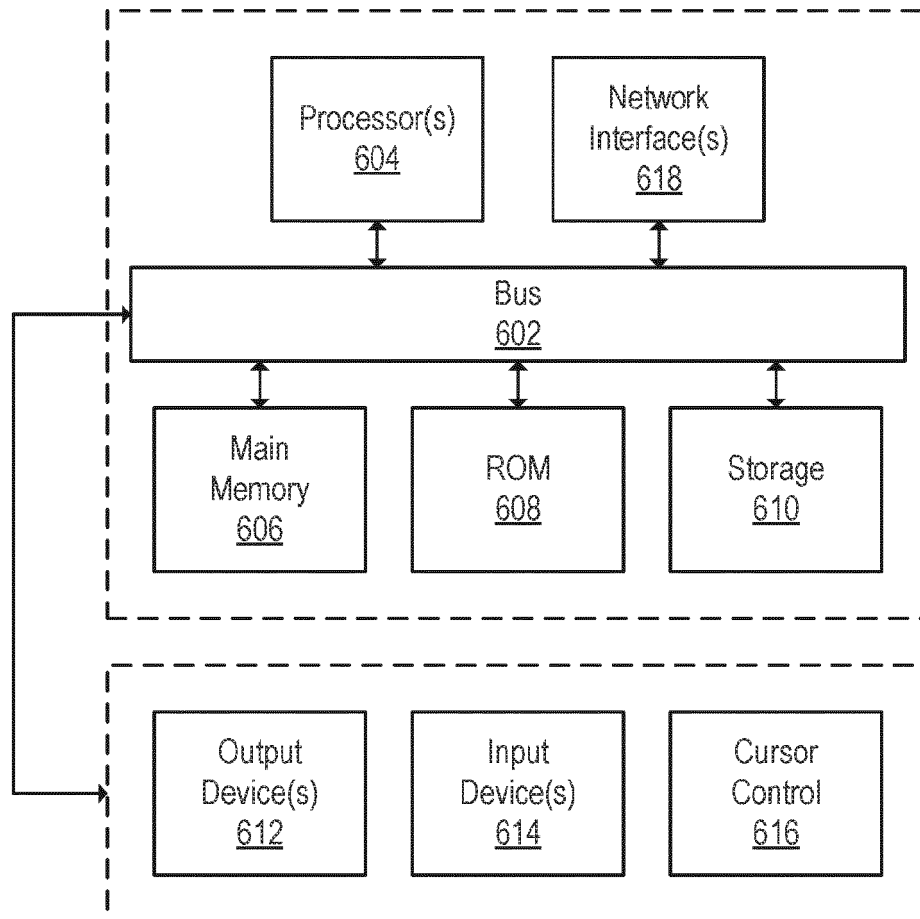 Processor(s)
604
Network
Interface(s)
618
Bus
602
Main
Memory
606
ROM
608
Storage
610
Output
Device(s)
612
Input
Device(s)
614
Cursor
Control
616